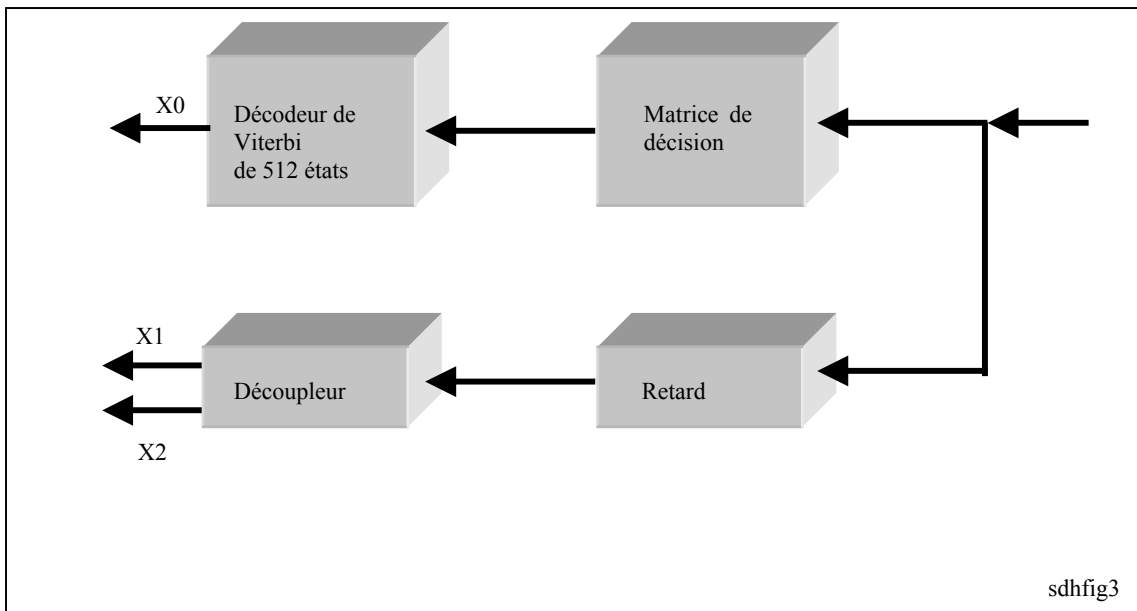 X0
Décodeur de
Viterbi
de 512 états
Matrice de
décision
X1
X2
Découpleur
Retard
sdhfig3